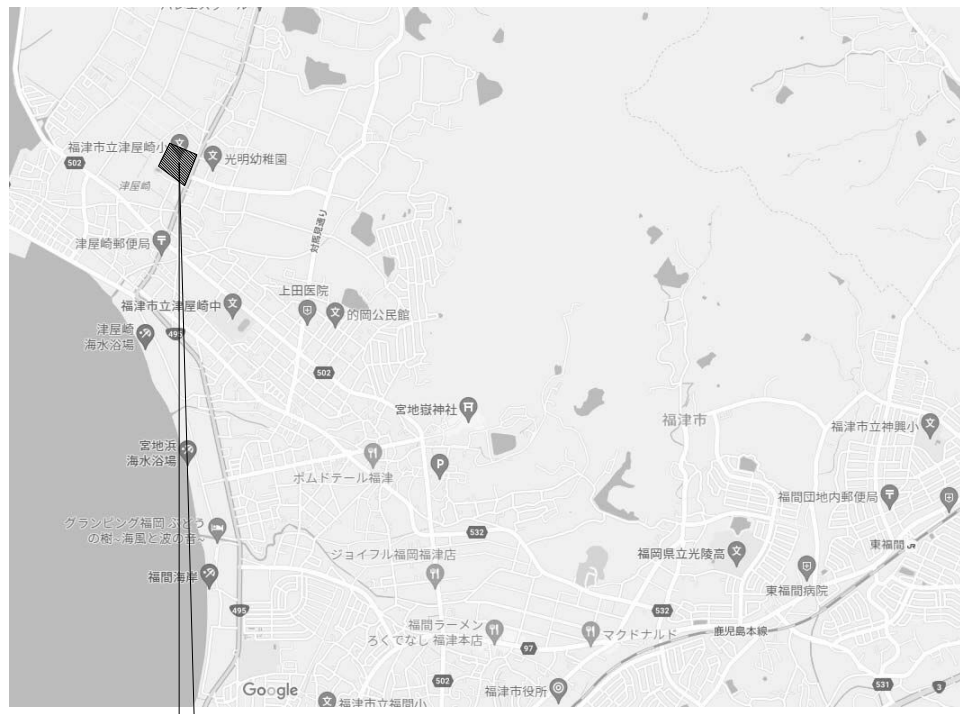 福津市立津屋崎小
光明幼稚園
502
津屋崎
対馬見通り
津屋崎郵便局
上田医院
福津市立津屋崎中
的岡公民館
津屋崎
海水浴場
495
502
宮地嶽神社
福津市
福津市立神興小
宮地浜
海水浴場
P
ポムドテール福津
福間団地内郵便局
グランピング福岡 ぶどう
の樹~海風と波の音~
532
東福間 JR
ジョイフル福岡福津店
福岡県立光陵高
福間海岸
東福間病院
495
532
福間ラーメン
ろくでなし 福津本店
マクドナルド
鹿児島本線
97
502
福津市役所
531
3
Google
福津市立福間小